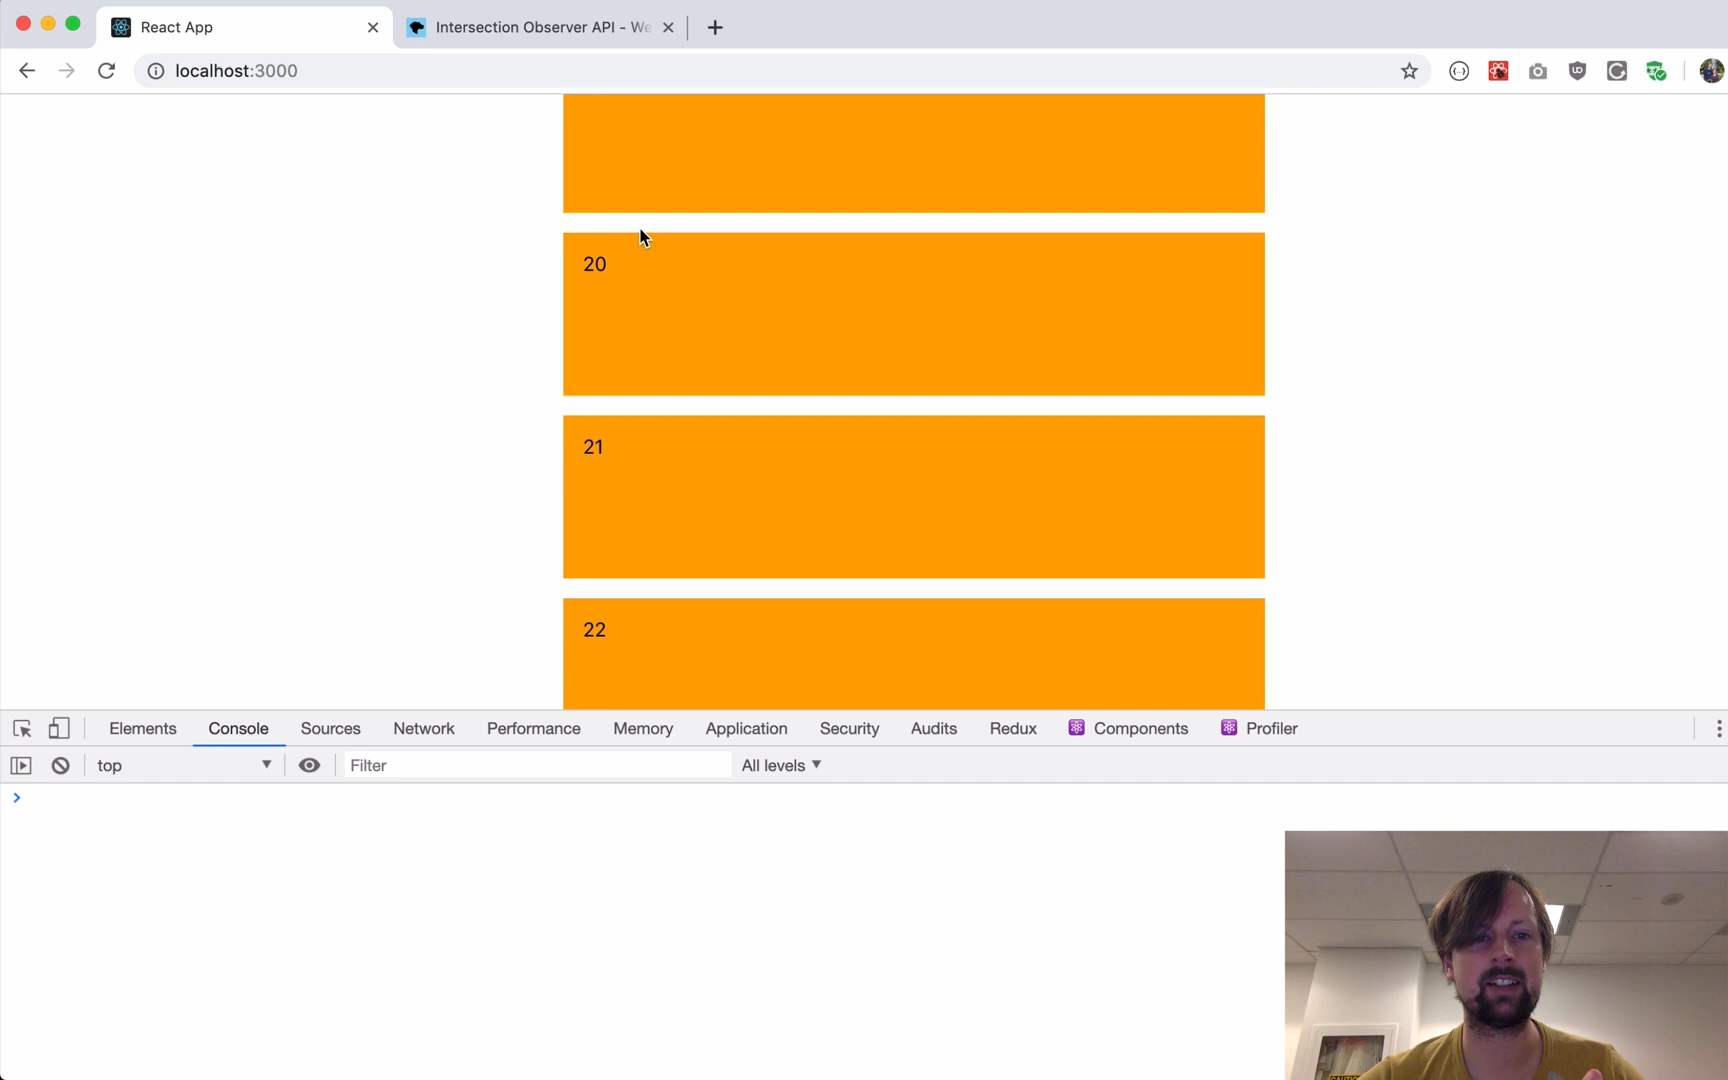 React App
Intersection Observer API - We
localhost:3000
20
21
22
Elements Console Sources Network Performance Memory Application Security Audits Redux Components Profiler
top Filter All levels